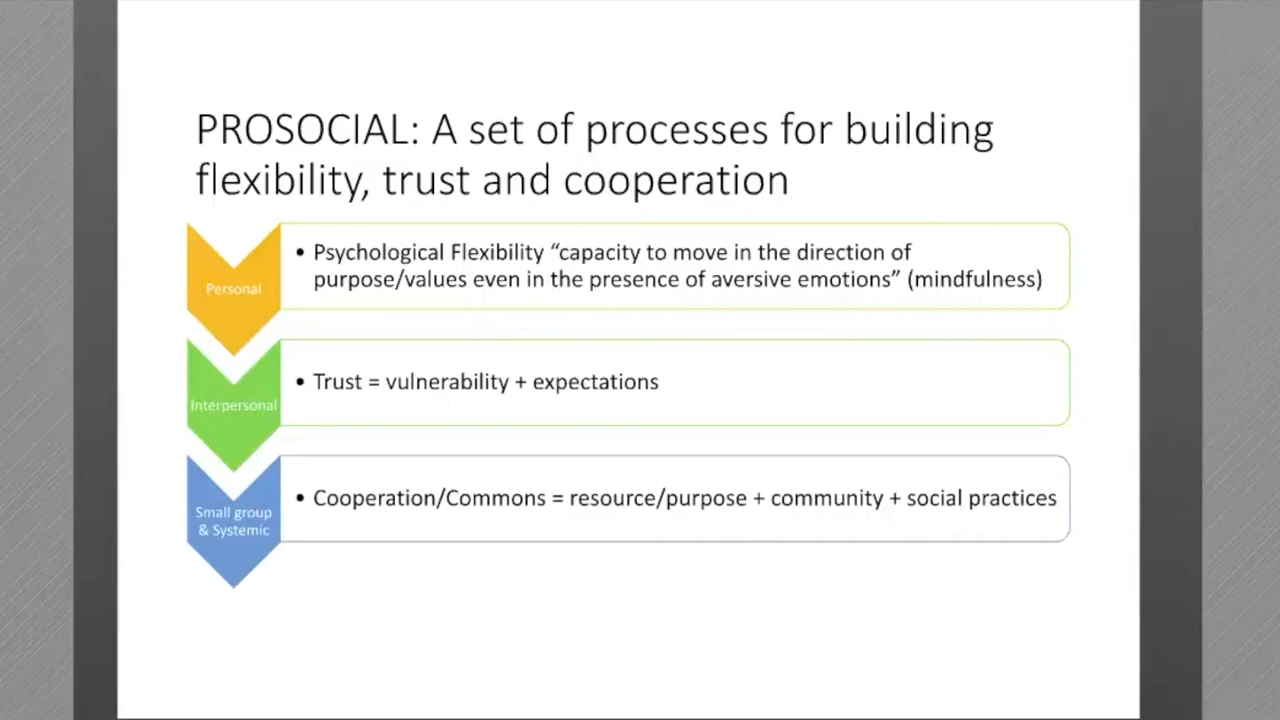 PROSOCIAL: A set of processes for building
flexibility, trust and cooperation
Personal
• Psychological Flexibility “capacity to move in the direction of
purpose/values even in the presence of aversive emotions” (mindfulness)
Interpersonal
• Trust = vulnerability + expectations
Small group
& Systemic
• Cooperation/Commons = resource/purpose + community + social practices